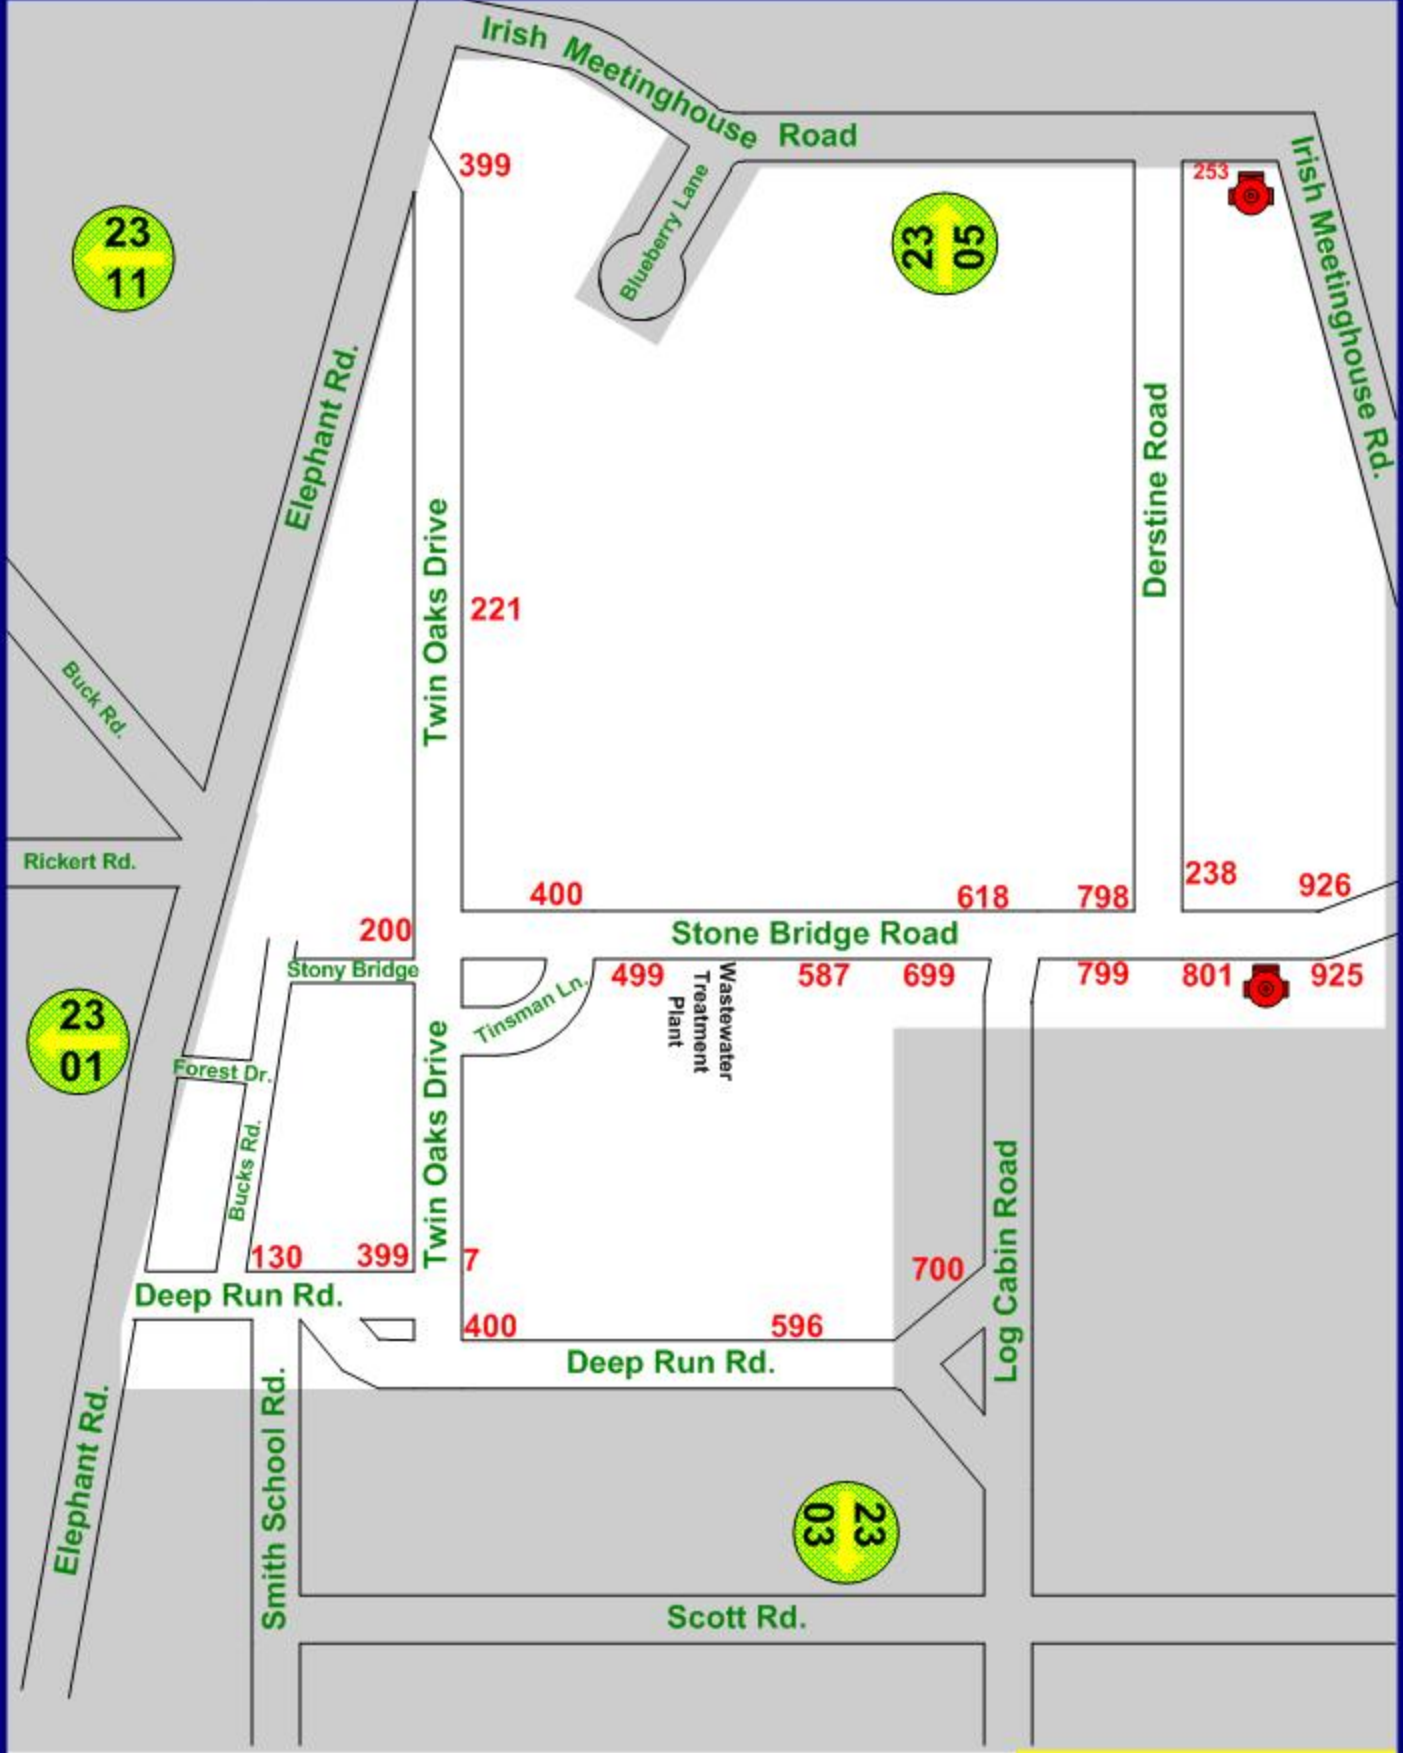 Irish Meetinghouse Road
Irish Meetinghouse Rd.
399
253
Blueberry Lane
23
11
23
05
Elephant Rd.
Derstine Road
Twin Oaks Drive
221
Buck Rd.
Rickert Rd.
200
400
618
798
238
926
Stone Bridge Road
Stony Bridge
Tinsman Ln.
499
Wastewater
Treatment
Plant
587
699
799
801
925
23
01
Forest Dr.
Bucks Rd.
Twin Oaks Drive
Log Cabin Road
130
399
7
700
Deep Run Rd.
400
596
Deep Run Rd.
Elephant Rd.
Smith School Rd.
23
03
Scott Rd.